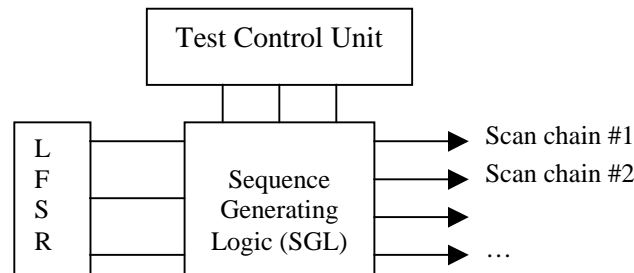 Test Control Unit
L
F
S
R
Sequence
Generating
Logic (SGL)
Scan chain #1
Scan chain #2
…